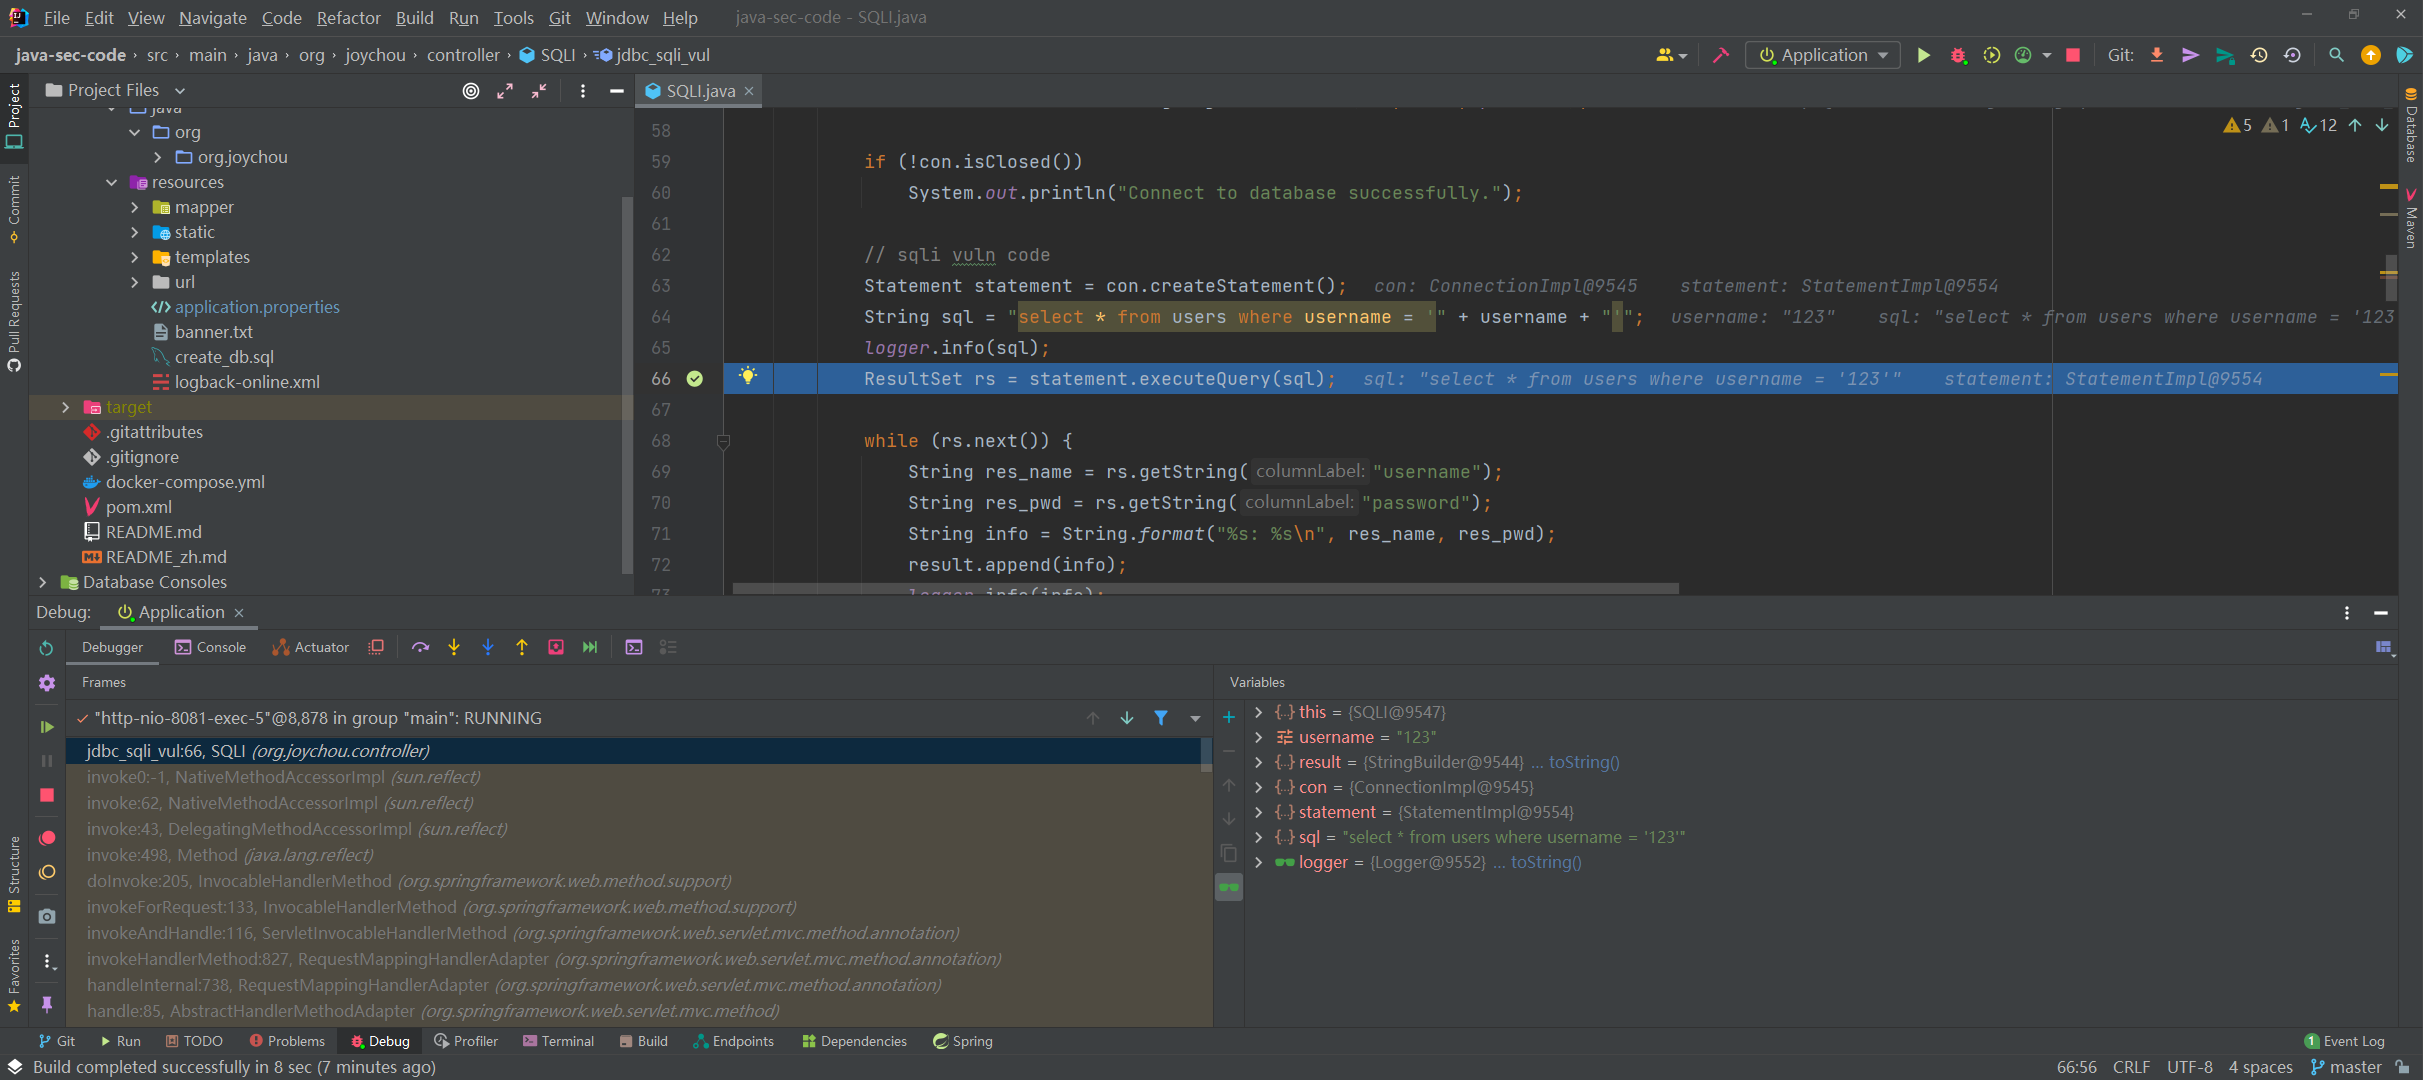 File Edit View Navigate Code Refactor Build Run Tools Git Window Help java-sec-code - SQLI.java
java-sec-code › src › main › java › org › joychou › controller › SQLI › jdbc_sqli_vul
Application
Git:
Project
Commit
Pull Requests
Structure
Favorites
Project Files
java
org
org.joychou
resources
mapper
static
templates
url
application.properties
banner.txt
create_db.sql
logback-online.xml
target
.gitattributes
.gitignore
docker-compose.yml
pom.xml
README.md
README_zh.md
Database Consoles
SQLI.java
5 1 12
58
59 if (!con.isClosed())
60 System.out.println("Connect to database successfully.");
61
62 // sqli vuln code
63 Statement statement = con.createStatement(); con: ConnectionImpl@9545 statement: StatementImpl@9554
64 String sql = "select * from users where username = '" + username + "'"; username: "123" sql: "select * from users where username = '123
65 logger.info(sql);
66 ResultSet rs = statement.executeQuery(sql); sql: "select * from users where username = '123'" statement: StatementImpl@9554
67
68 while (rs.next()) {
69 String res_name = rs.getString( columnLabel: "username");
70 String res_pwd = rs.getString( columnLabel: "password");
71 String info = String.format("%s: %s\n", res_name, res_pwd);
72 result.append(info);
73 logger.info(info);
Database
Maven
Debug: Application
Debugger Console Actuator
Frames
"http-nio-8081-exec-5"@8,878 in group "main": RUNNING
jdbc_sqli_vul:66, SQLI (org.joychou.controller)
invoke0:-1, NativeMethodAccessorImpl (sun.reflect)
invoke:62, NativeMethodAccessorImpl (sun.reflect)
invoke:43, DelegatingMethodAccessorImpl (sun.reflect)
invoke:498, Method (java.lang.reflect)
doInvoke:205, InvocableHandlerMethod (org.springframework.web.method.support)
invokeForRequest:133, InvocableHandlerMethod (org.springframework.web.method.support)
invokeAndHandle:116, ServletInvocableHandlerMethod (org.springframework.web.servlet.mvc.method.annotation)
invokeHandlerMethod:827, RequestMappingHandlerAdapter (org.springframework.web.servlet.mvc.method.annotation)
handleInternal:738, RequestMappingHandlerAdapter (org.springframework.web.servlet.mvc.method.annotation)
handle:85, AbstractHandlerMethodAdapter (org.springframework.web.servlet.mvc.method)
Variables
this = {SQLI@9547}
username = "123"
result = {StringBuilder@9544} ... toString()
con = {ConnectionImpl@9545}
statement = {StatementImpl@9554}
sql = "select * from users where username = '123'"
logger = {Logger@9552} ... toString()
Git Run TODO Problems Debug Profiler Terminal Build Endpoints Dependencies Spring 1 Event Log
Build completed successfully in 8 sec (7 minutes ago) 66:56 CRLF UTF-8 4 spaces master